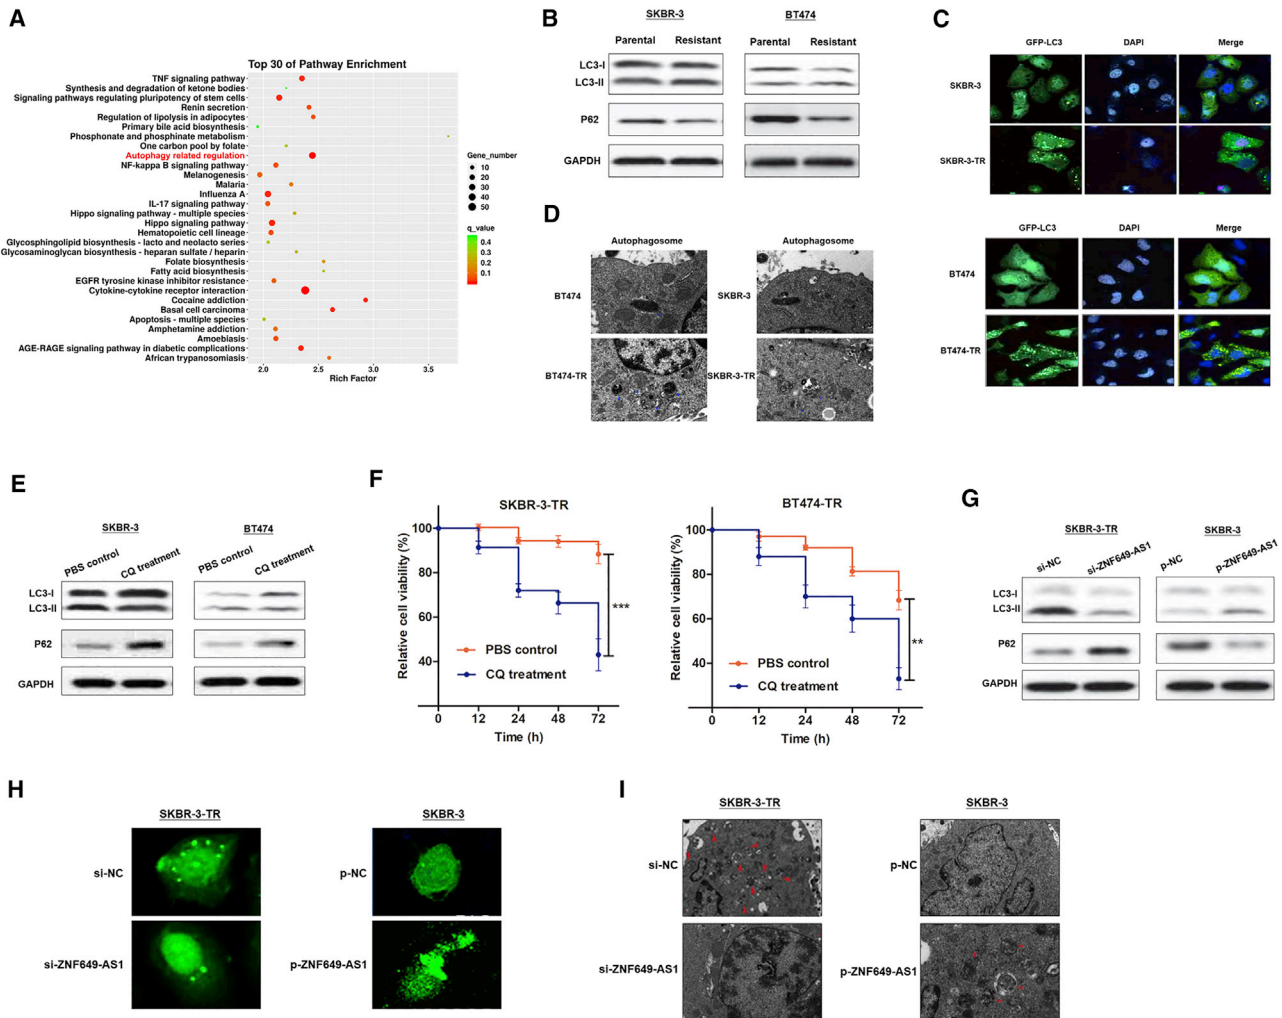 A
Top 30 of Pathway Enrichment
TNF signaling pathway
Synthesis and degradation of ketone bodies
Signaling pathways regulating pluripotency of stem cells
Renin secretion
Regulation of lipolysis in adipocytes
Primary bile acid biosynthesis
Phosphonate and phosphinate metabolism
One carbon pool by folate
Autophagy related regulation
NF-kappa B signaling pathway
Melanogenesis
Malaria
Influenza A
IL-17 signaling pathway
Hippo signaling pathway - multiple species
Hippo signaling pathway
Hematopoietic cell lineage
Glycosphingolipid biosynthesis - lacto and neolacto series
Glycosaminoglycan biosynthesis - heparan sulfate / heparin
Folate biosynthesis
Fatty acid biosynthesis
EGFR tyrosine kinase inhibitor resistance
Cytokine-cytokine receptor interaction
Cocaine addiction
Basal cell carcinoma
Apoptosis - multiple species
Amphetamine addiction
Amoebiasis
AGE-RAGE signaling pathway in diabetic complications
African trypanosomiasis
2.0 2.5 3.0 3.5
Rich Factor
Gene_number
10
20
30
40
50
q_value
0.4
0.3
0.2
0.1
B
SKBR-3 BT474
Parental Resistant Parental Resistant
LC3-I
LC3-II
P62
GAPDH
C
GFP-LC3 DAPI Merge
SKBR-3
SKBR-3-TR
GFP-LC3 DAPI Merge
BT474
BT474-TR
D
Autophagosome Autophagosome
BT474 SKBR-3
BT474-TR SKBR-3-TR
E
SKBR-3 BT474
PBS control CQ treatment PBS control CQ treatment
LC3-I
LC3-II
P62
GAPDH
F
SKBR-3-TR
Relative cell viability (%)
100
80
60
40
PBS control
CQ treatment
***
0 12 24 48 72
Time (h)
BT474-TR
Relative cell viability (%)
100
80
60
40
PBS control
CQ treatment
**
0 12 24 48 72
Time (h)
G
SKBR-3-TR SKBR-3
si-NC si-ZNF649-AS1 p-NC p-ZNF649-AS1
LC3-I
LC3-II
P62
GAPDH
H
SKBR-3-TR SKBR-3
si-NC p-NC
si-ZNF649-AS1 p-ZNF649-AS1
I
SKBR-3-TR SKBR-3
si-NC p-NC
si-ZNF649-AS1 p-ZNF649-AS1